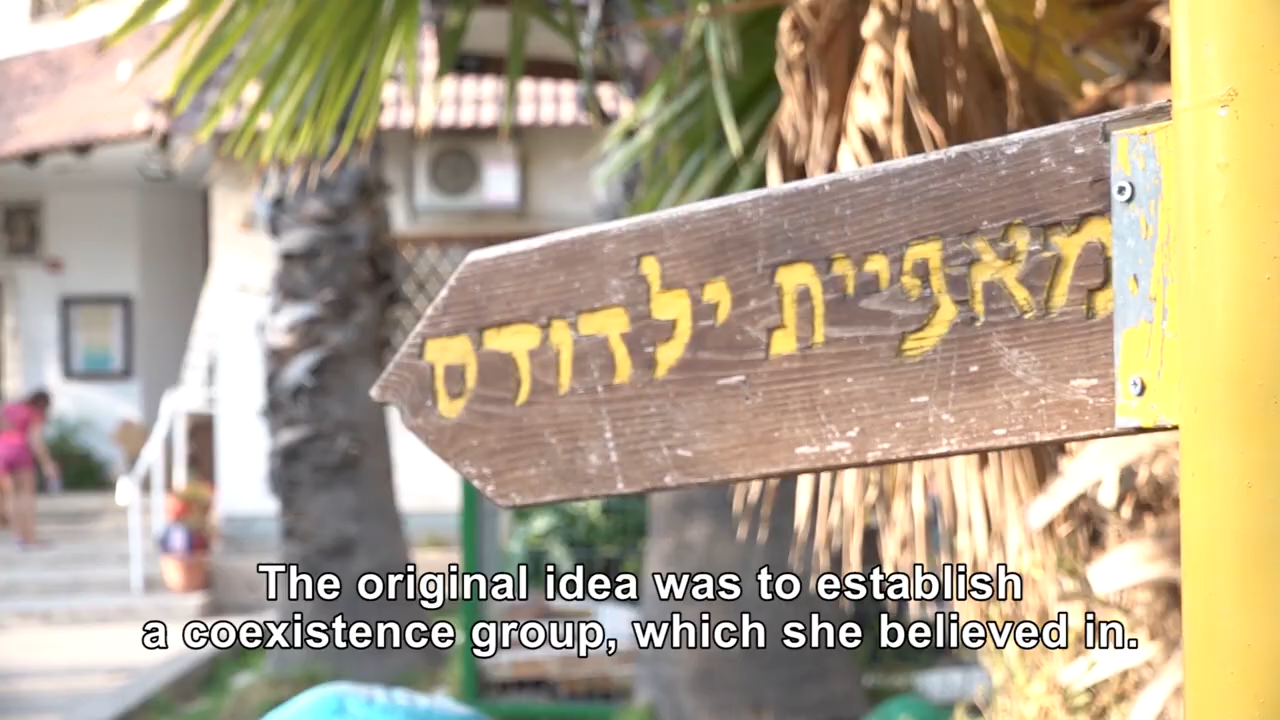 מאפיית ילדודס
The original idea was to establish
a coexistence group, which she believed in.